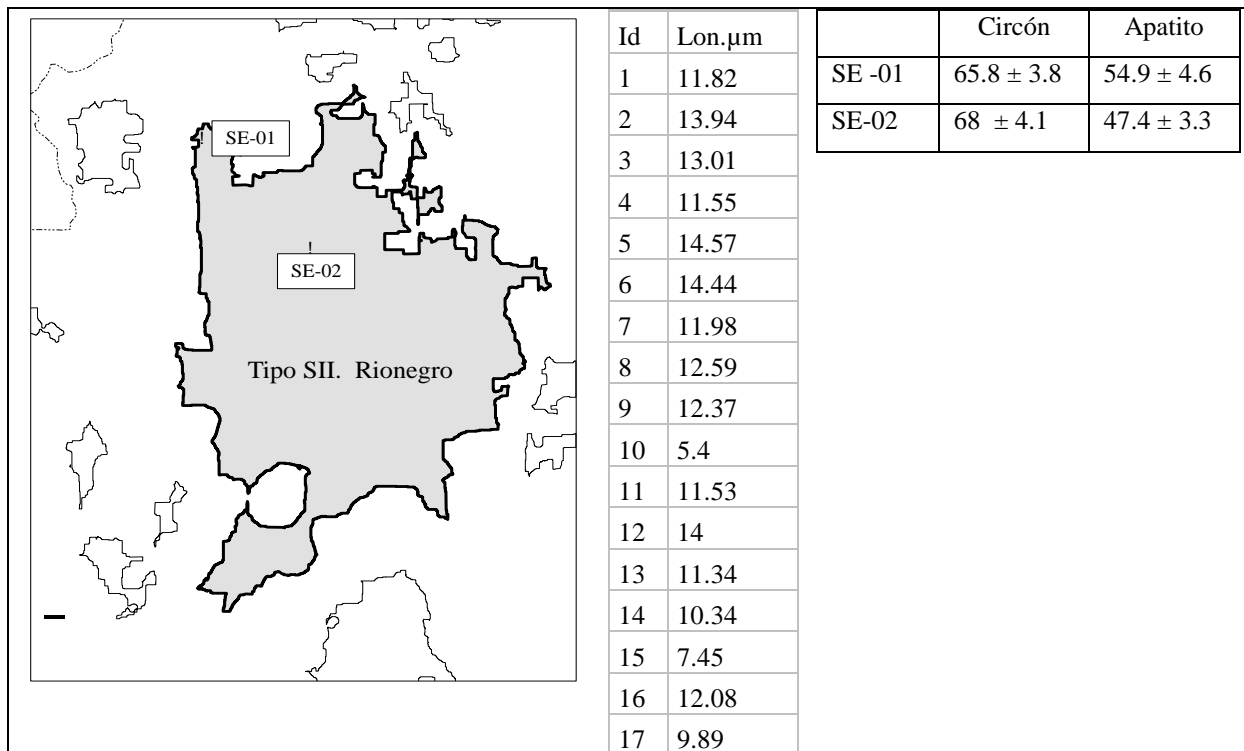 SE-01
SE-02
Tipo SII. Rionegro
Id Lon.µm
1 11.82
2 13.94
3 13.01
4 11.55
5 14.57
6 14.44
7 11.98
8 12.59
9 12.37
10 5.4
11 11.53
12 14
13 11.34
14 10.34
15 7.45
16 12.08
17 9.89
Circón Apatito
SE -01 65.8 ± 3.8 54.9 ± 4.6
SE-02 68 ± 4.1 47.4 ± 3.3